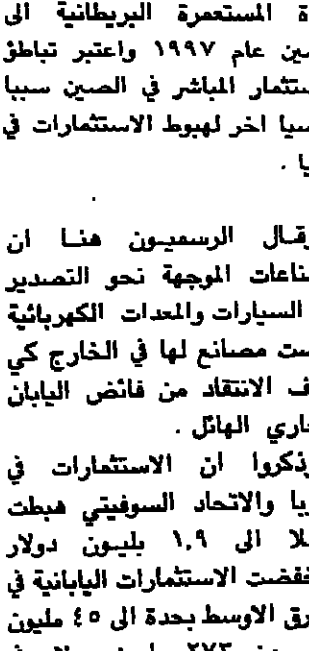 ة المستعمرة البريطانية الى
سين عام ١٩٩٧ واعتبر تباطؤ
ستثمار المباشر في الصين سببا
سيا اخر لهبوط الاستثمارات في
يا .
وقال الرسميون هنا ان
ناعات الموجهة نحو التصدير
السيارات والمعدات الكهربائية
ست مصانع لها في الخارج كي
ف الانتقاد من فائض اليابان
جاري الهائل .
وذكروا ان الاستثمارات في
وبا والاتحاد السوفيتي هبطت
لا الى ١,٩ بليون دولار
خفضت الاستثمارات اليابانية في
رق الاوسط بحدة الى ٤٥ مليون